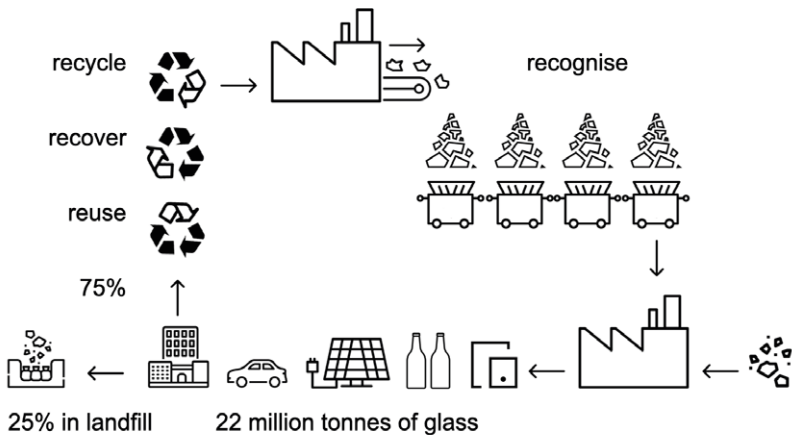 recycle
recognise
recover
reuse
75%
25% in landfill
22 million tonnes of glass